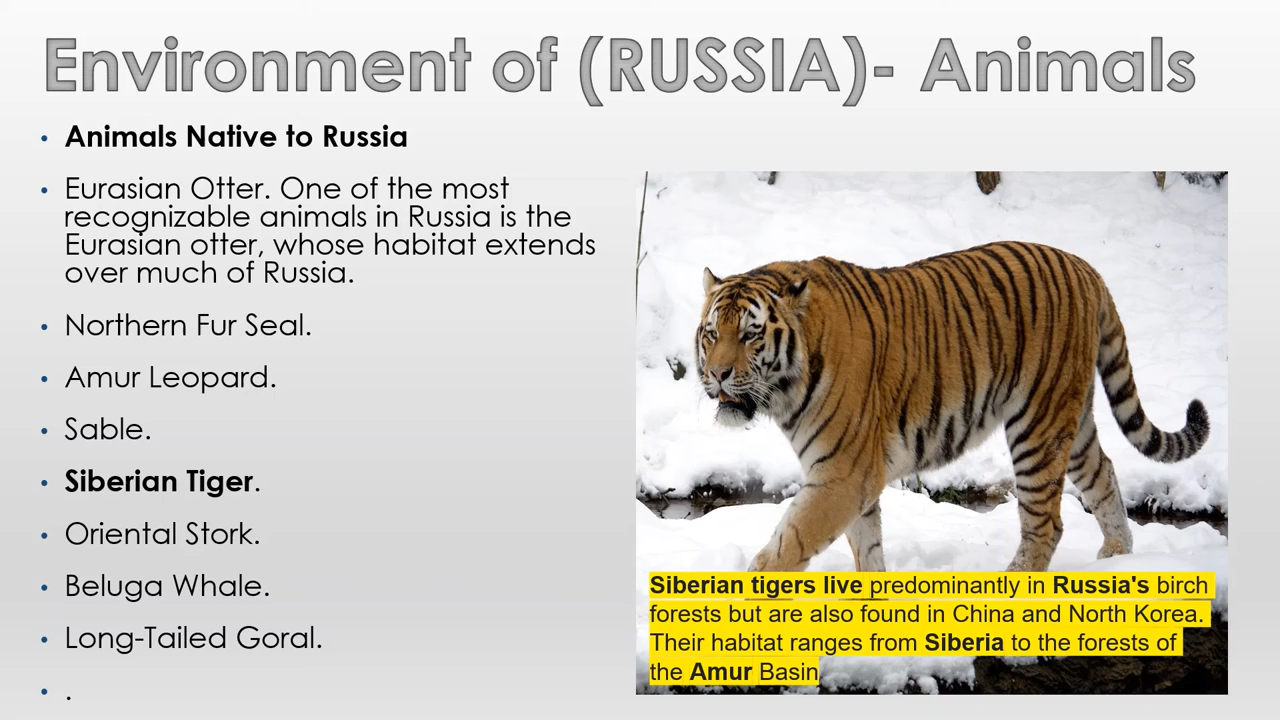 Environment of (RUSSIA)- Animals
• Animals Native to Russia
• Eurasian Otter. One of the most
recognizable animals in Russia is the
Eurasian otter, whose habitat extends
over much of Russia.
• Northern Fur Seal.
• Amur Leopard.
• Sable.
• Siberian Tiger.
• Oriental Stork.
• Beluga Whale.
• Long-Tailed Goral.
• .
Siberian tigers live predominantly in Russia's birch
forests but are also found in China and North Korea.
Their habitat ranges from Siberia to the forests of
the Amur Basin